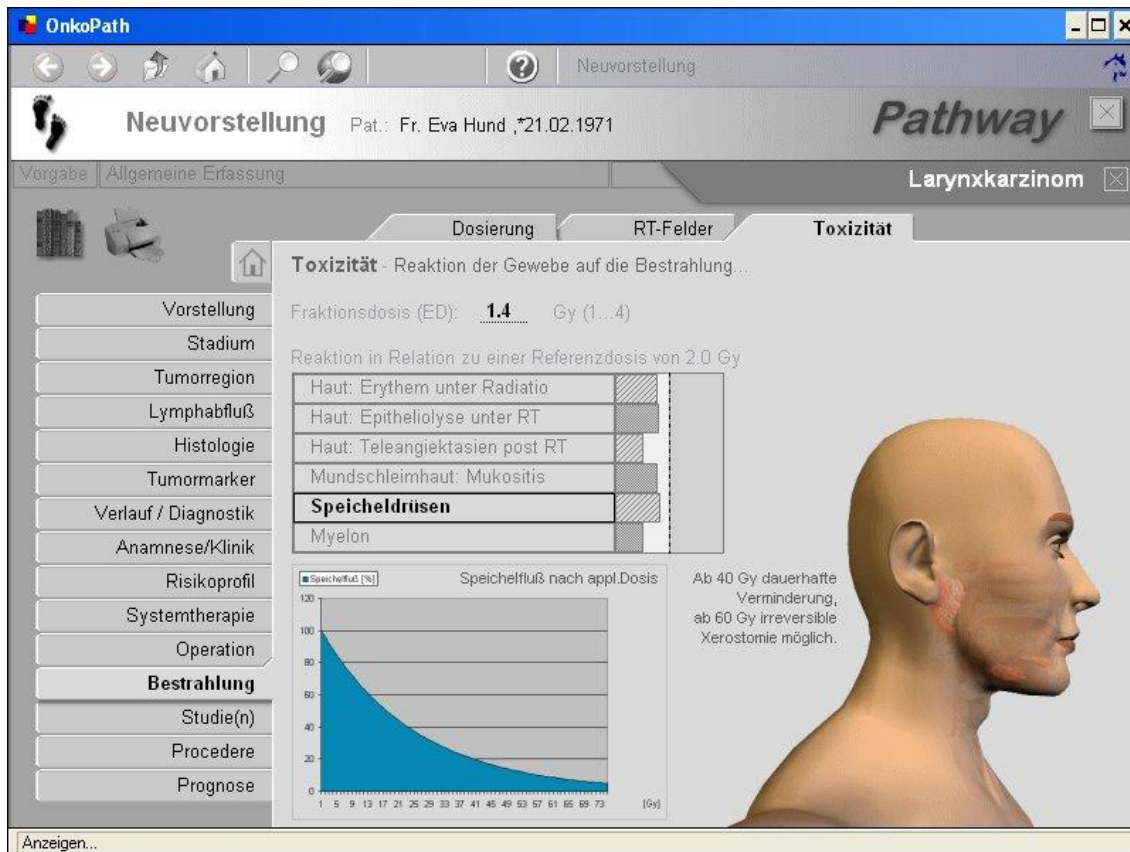 OnkoPath
Neuvorstellung
Neuvorstellung Pat.: Fr. Eva Hund ,*21.02.1971
Pathway
Vorgabe Allgemeine Erfassung
Larynxkarzinom
Dosierung RT-Felder Toxizität
Toxizität - Reaktion der Gewebe auf die Bestrahlung...
Vorstellung
Stadium
Tumorregion
Lymphabfluß
Histologie
Tumormarker
Verlauf / Diagnostik
Anamnese/Klinik
Risikoprofil
Systemtherapie
Operation
Bestrahlung
Studie(n)
Procedere
Prognose
Fraktionsdosis (ED): 1.4 Gy (1...4)
Reaktion in Relation zu einer Referenzdosis von 2.0 Gy
Haut: Erythem unter Radiatio
Haut: Epitheliolyse unter RT
Haut: Teleangiektasien post RT
Mundschleimhaut: Mukositis
Speicheldrüsen
Myelon
Speichelfluß [%]
Speichelfluß nach appl.Dosis
120
100
80
60
40
20
0
1 5 9 13 17 21 25 29 33 37 41 45 49 53 57 61 65 69 73 [Gy]
Ab 40 Gy dauerhafte
Verminderung,
ab 60 Gy irreversible
Xerostomie möglich.
Anzeigen...